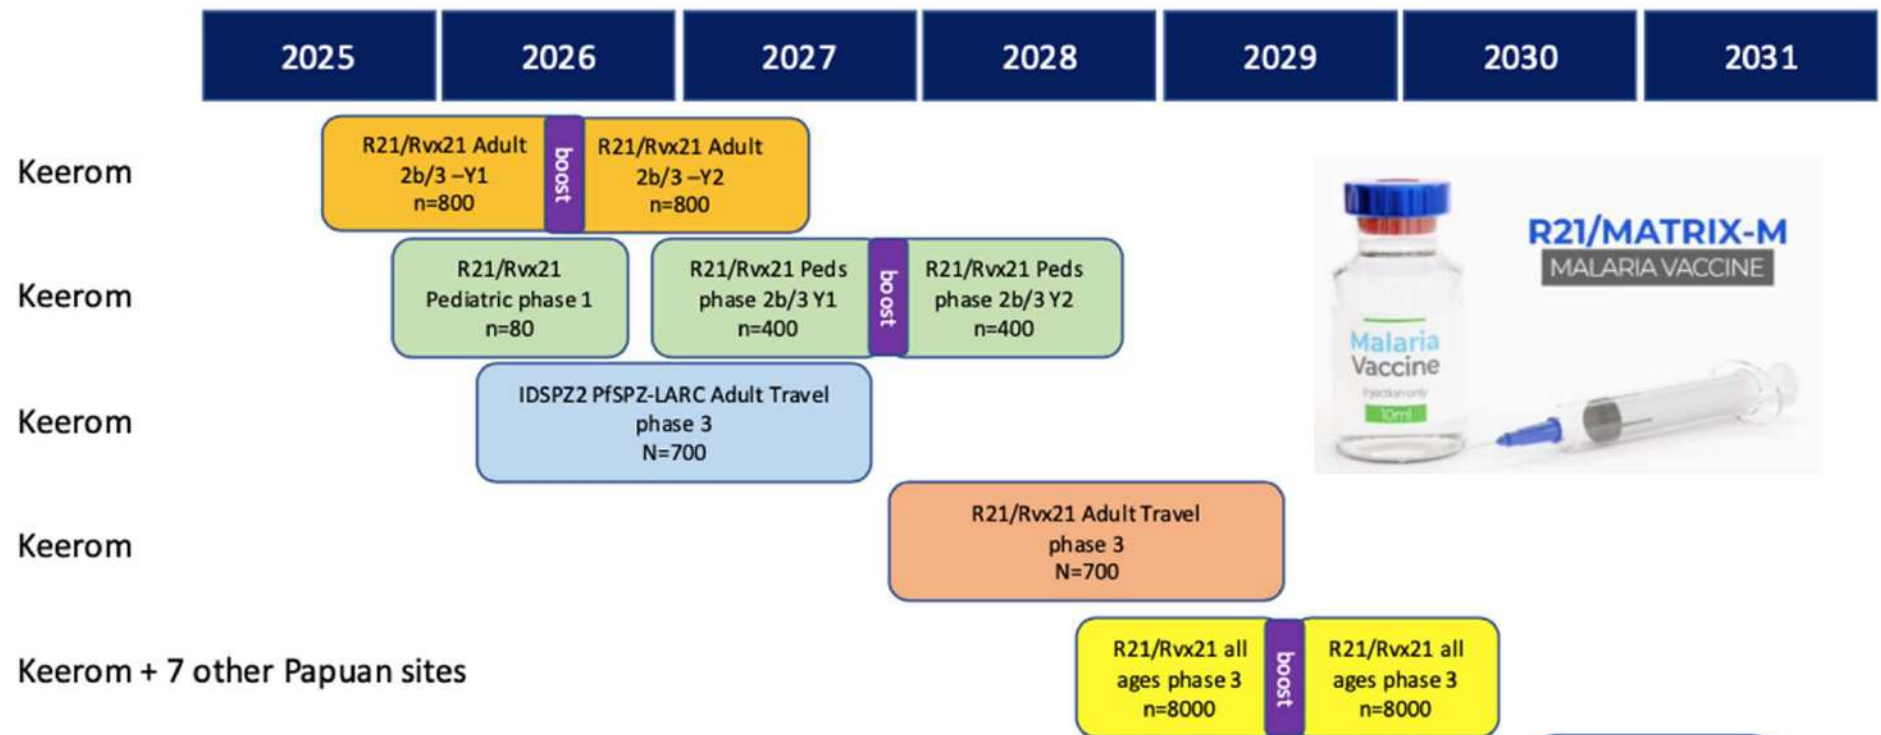 2025 2026 2027 2028 2029 2030 2031
Keerom
R21/Rvx21 Adult
2b/3 –Y1
n=800
boost
R21/Rvx21 Adult
2b/3 –Y2
n=800
Keerom
R21/Rvx21
Pediatric phase 1
n=80
R21/Rvx21 Peds
phase 2b/3 Y1
n=400
boost
R21/Rvx21 Peds
phase 2b/3 Y2
n=400
Keerom
IDSPZ2 PfSPZ-LARC Adult Travel
phase 3
N=700
R21/MATRIX-M
MALARIA VACCINE
Malaria
Vaccine
Injection only
10ml
Keerom
R21/Rvx21 Adult Travel
phase 3
N=700
Keerom + 7 other Papuan sites
R21/Rvx21 all
ages phase 3
n=8000
boost
R21/Rvx21 all
ages phase 3
n=8000